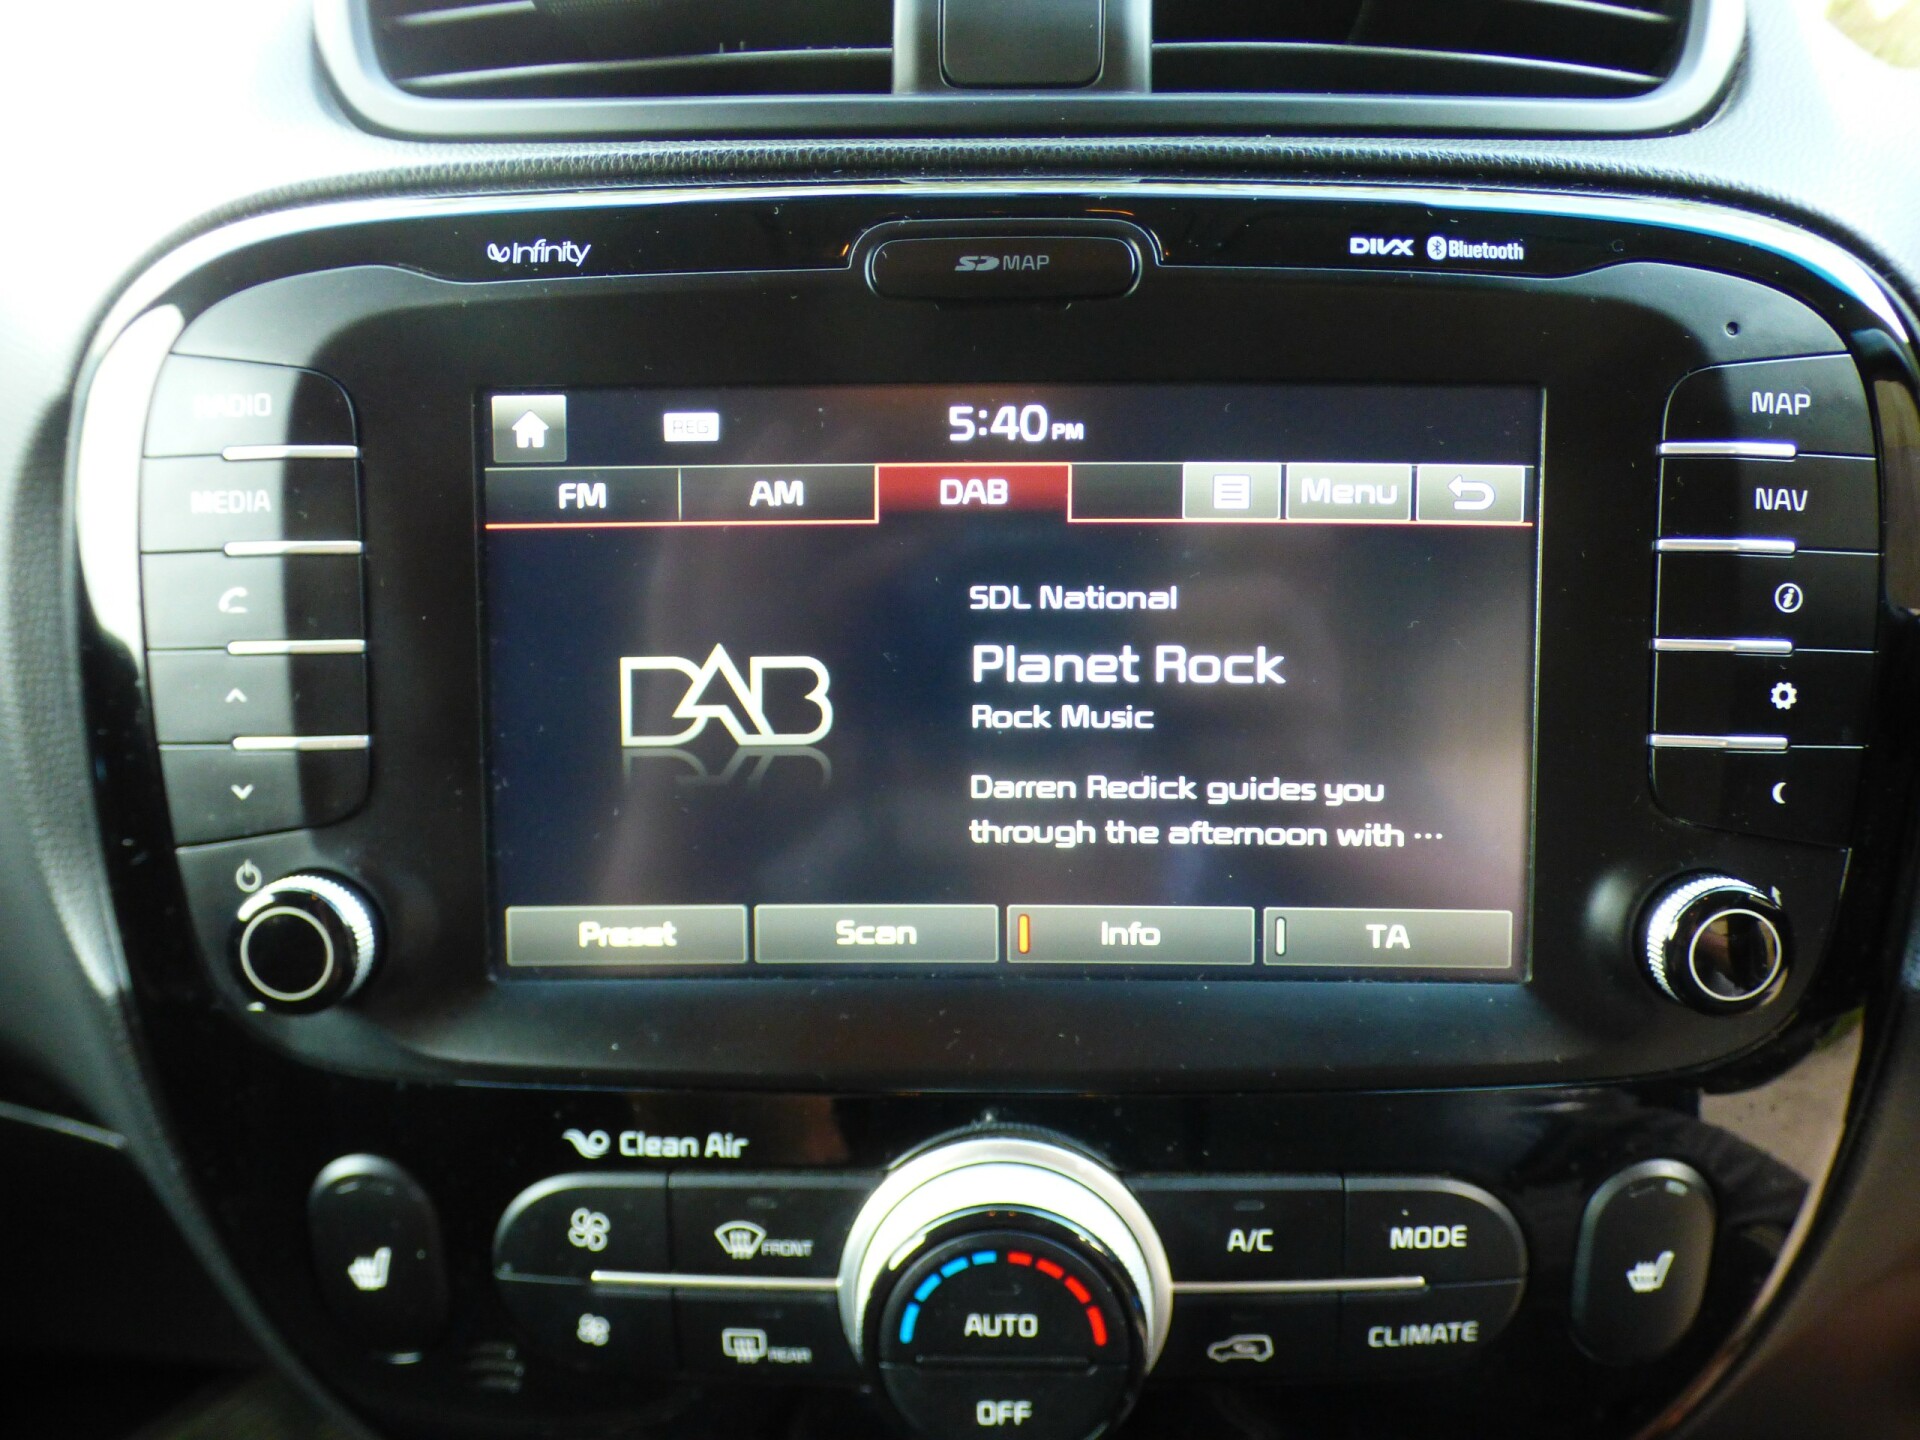 Infinity
SD MAP
DIVX Bluetooth
RADIO
MEDIA
MAP
NAV
REG
5:40 PM
FM AM DAB Menu
SDL National
DAB
Planet Rock
Rock Music
Darren Redick guides you
through the afternoon with ...
Preset Scan Info TA
Clean Air
FRONT
A/C
MODE
AUTO
REAR
CLIMATE
OFF